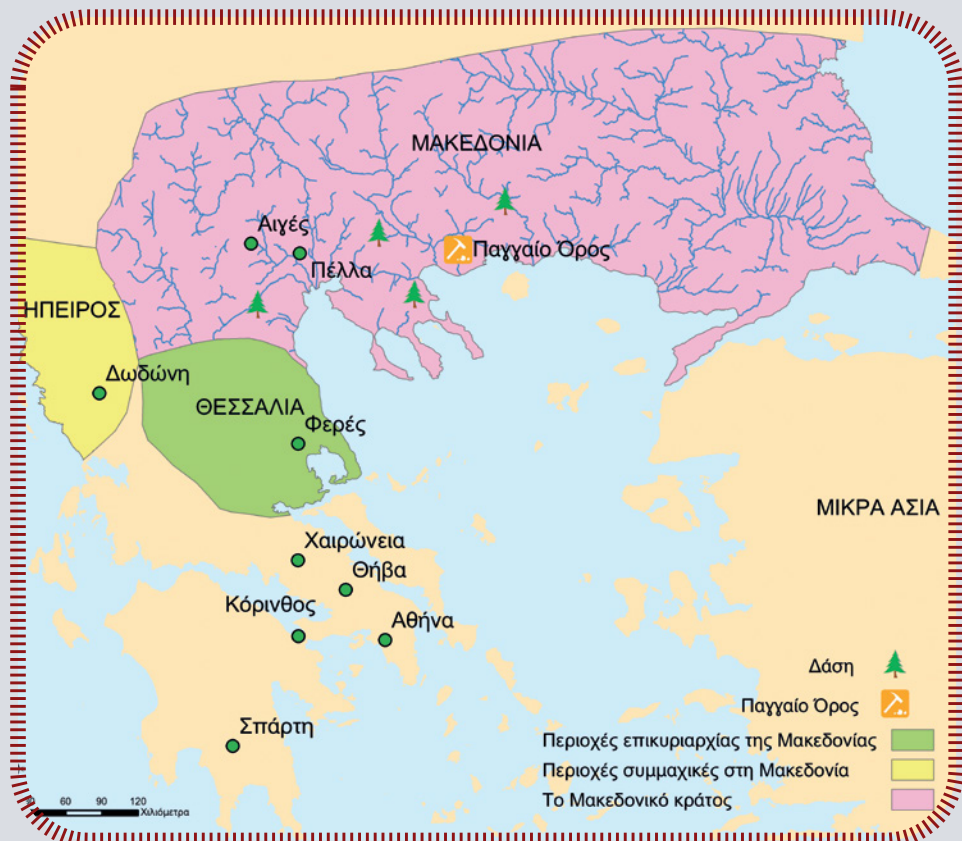 ΜΑΚΕΔΟΝΙΑ
Αιγές
Πέλλα
Παγγαίο Όρος
ΗΠΕΙΡΟΣ
Δωδώνη
ΘΕΣΣΑΛΙΑ
Φερές
ΜΙΚΡΑ ΑΣΙΑ
Χαιρώνεια
Θήβα
Κόρινθος
Αθήνα
Σπάρτη
Δάση
Παγγαίο Όρος
Περιοχές επικυριαρχίας της Μακεδονίας
Περιοχές συμμαχικές στη Μακεδονία
Το Μακεδονικό κράτος
60 90 120
Χιλιόμετρα